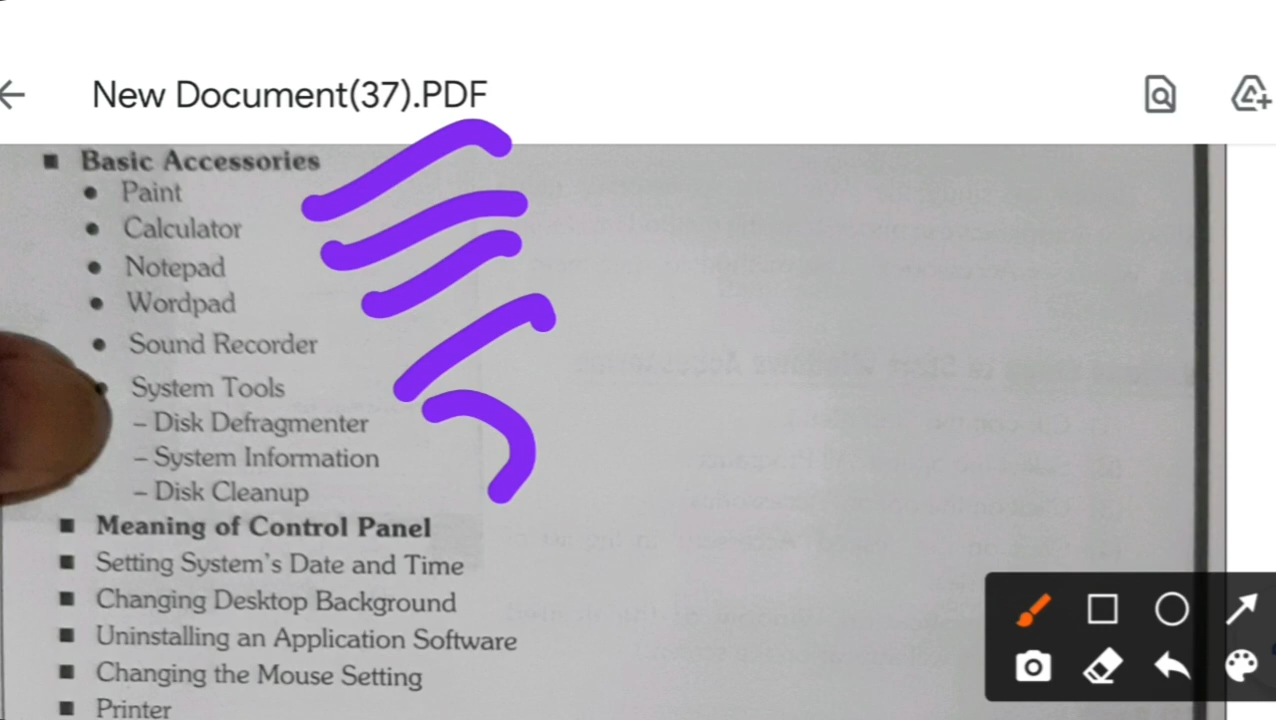 New Document(37).PDF
■ Basic Accessories
● Paint
● Calculator
● Notepad
● Wordpad
● Sound Recorder
● System Tools
– Disk Defragmenter
– System Information
– Disk Cleanup
■ Meaning of Control Panel
■ Setting System's Date and Time
■ Changing Desktop Background
■ Uninstalling an Application Software
■ Changing the Mouse Setting
■ Printer